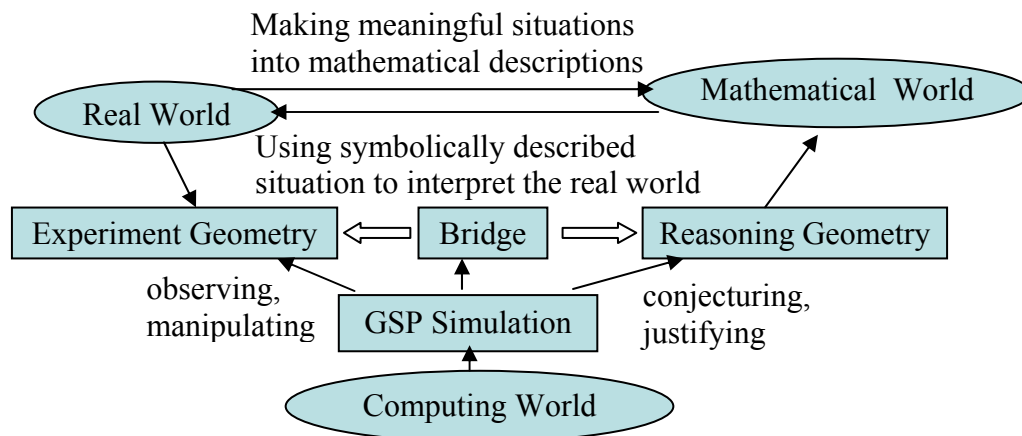 Making meaningful situations
into mathematical descriptions
Real World
Mathematical World
Using symbolically described
situation to interpret the real world
Experiment Geometry
Bridge
Reasoning Geometry
observing,
manipulating
GSP Simulation
conjecturing,
justifying
Computing World